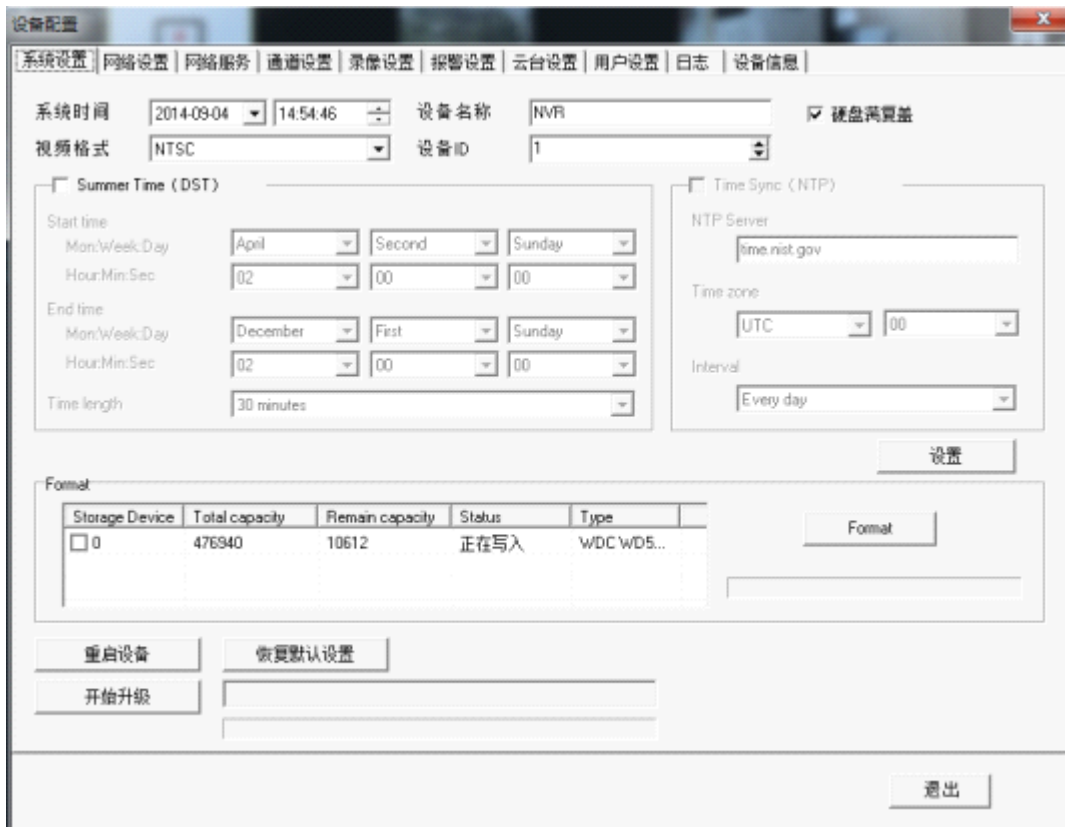 设备配置
系统设置 网络设置 网络服务 通道设置 录像设置 报警设置 云台设置 用户设置 日志 设备信息
系统时间 2014-09-04 14:54:46 设备名称 NVR 硬盘满复盖
视频格式 NTSC 设备ID 1
Summer Time (DST) Time Sync (NTP)
Start time NTP Server
Mon:Week:Day April Second Sunday time.nist.gov
Hour:Min:Sec 02 00 00
End time Time zone
Mon:Week:Day December First Sunday UTC 00
Hour:Min:Sec 02 00 00
Interval
Time length 30 minutes Every day
设置
Format
Storage Device Total capacity Remain capacity Status Type
0 476940 10612 正在写入 WDC WD5...
Format
重启设备 恢复默认设置
开始升级
退出